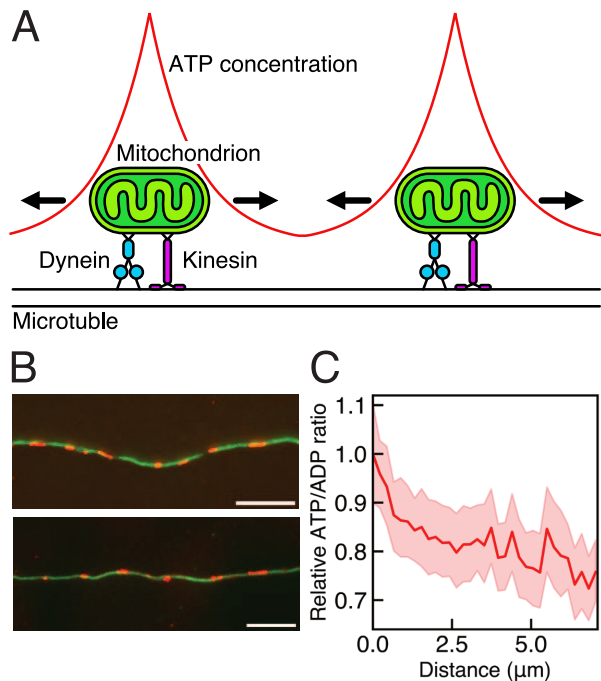 A
ATP concentration
Mitochondrion
Dynein
Kinesin
Microtuble
B
C
Relative ATP/ADP ratio
1.1
1.0
0.9
0.8
0.7
0.0
2.5
5.0
Distance (μm)